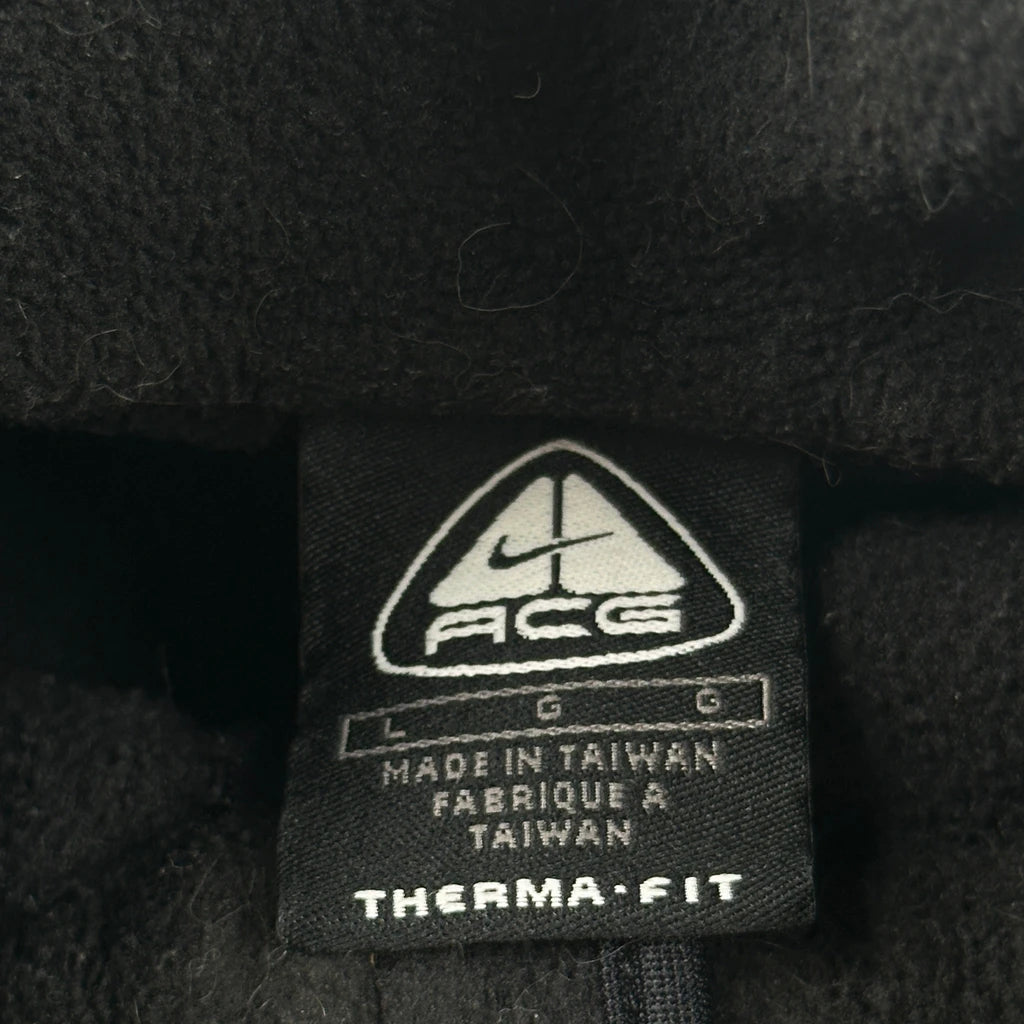 ACG
L G G
MADE IN TAIWAN
FABRIQUE A
TAIWAN
THERMA·FIT